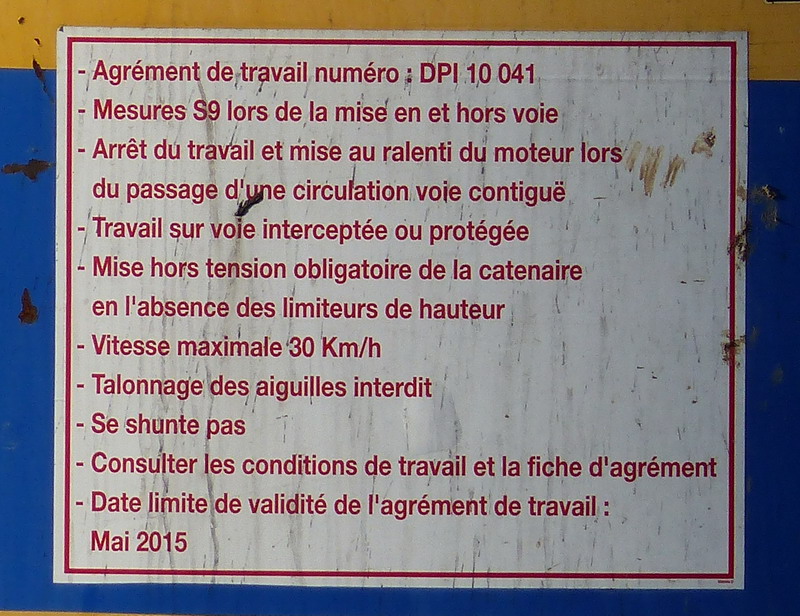 - Agrément de travail numéro : DPI 10 041
- Mesures S9 lors de la mise en et hors voie
- Arrêt du travail et mise au ralenti du moteur lors
du passage d'une circulation voie contiguë
- Travail sur voie interceptée ou protégée
- Mise hors tension obligatoire de la catenaire
en l'absence des limiteurs de hauteur
- Vitesse maximale 30 Km/h
- Talonnage des aiguilles interdit
- Se shunte pas
- Consulter les conditions de travail et la fiche d'agrément
- Date limite de validité de l'agrément de travail :
Mai 2015